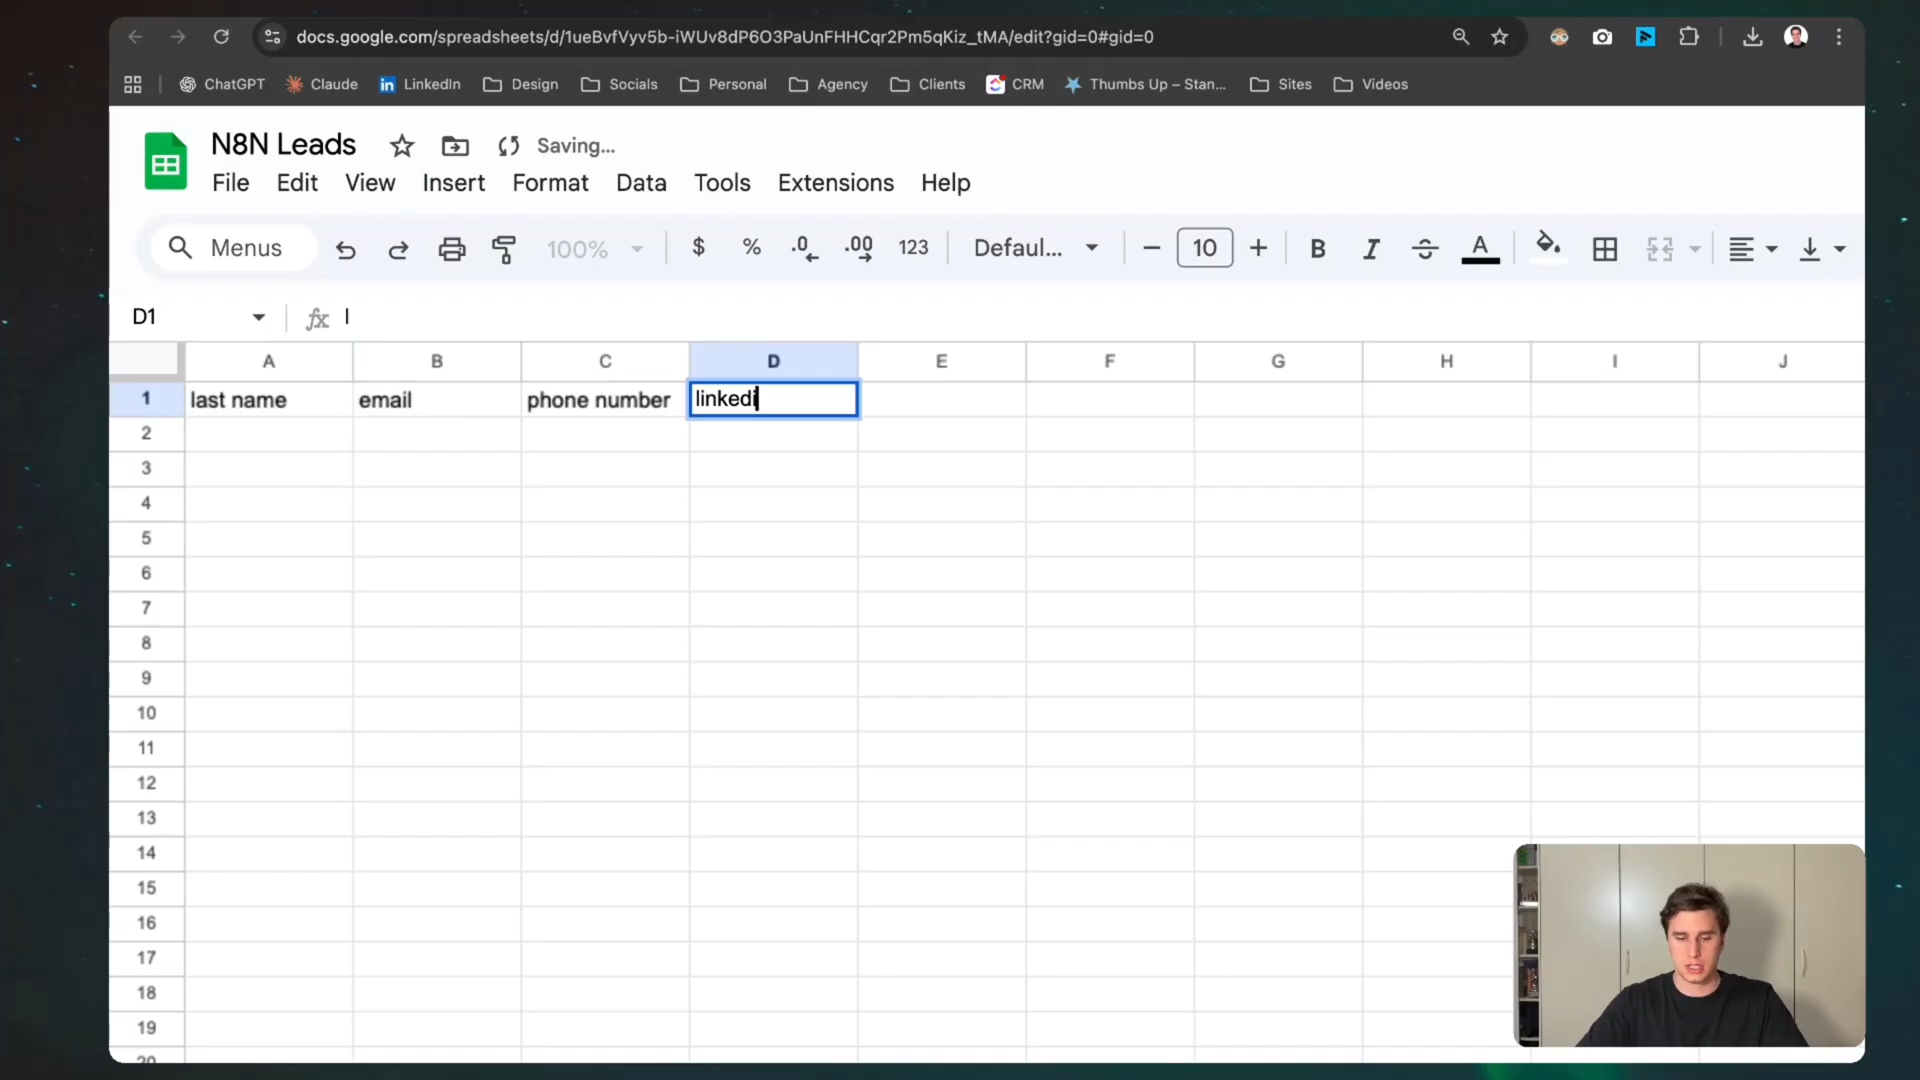 docs.google.com/spreadsheets/d/1ueBvfVyv5b-iWUv8dP6O3PaUnFHHCqr2Pm5qKiz_tMA/edit?gid=0#gid=0
ChatGPT Claude LinkedIn Design Socials Personal Agency Clients CRM Thumbs Up – Stan... Sites Videos
N8N Leads Saving...
File Edit View Insert Format Data Tools Extensions Help
Menus 100% $ % .0 .00 123 Defaul... 10 B I A
D1 fx l
A B C D E F G H I J
1 last name email phone number linkedi
2
3
4
5
6
7
8
9
10
11
12
13
14
15
16
17
18
19
20